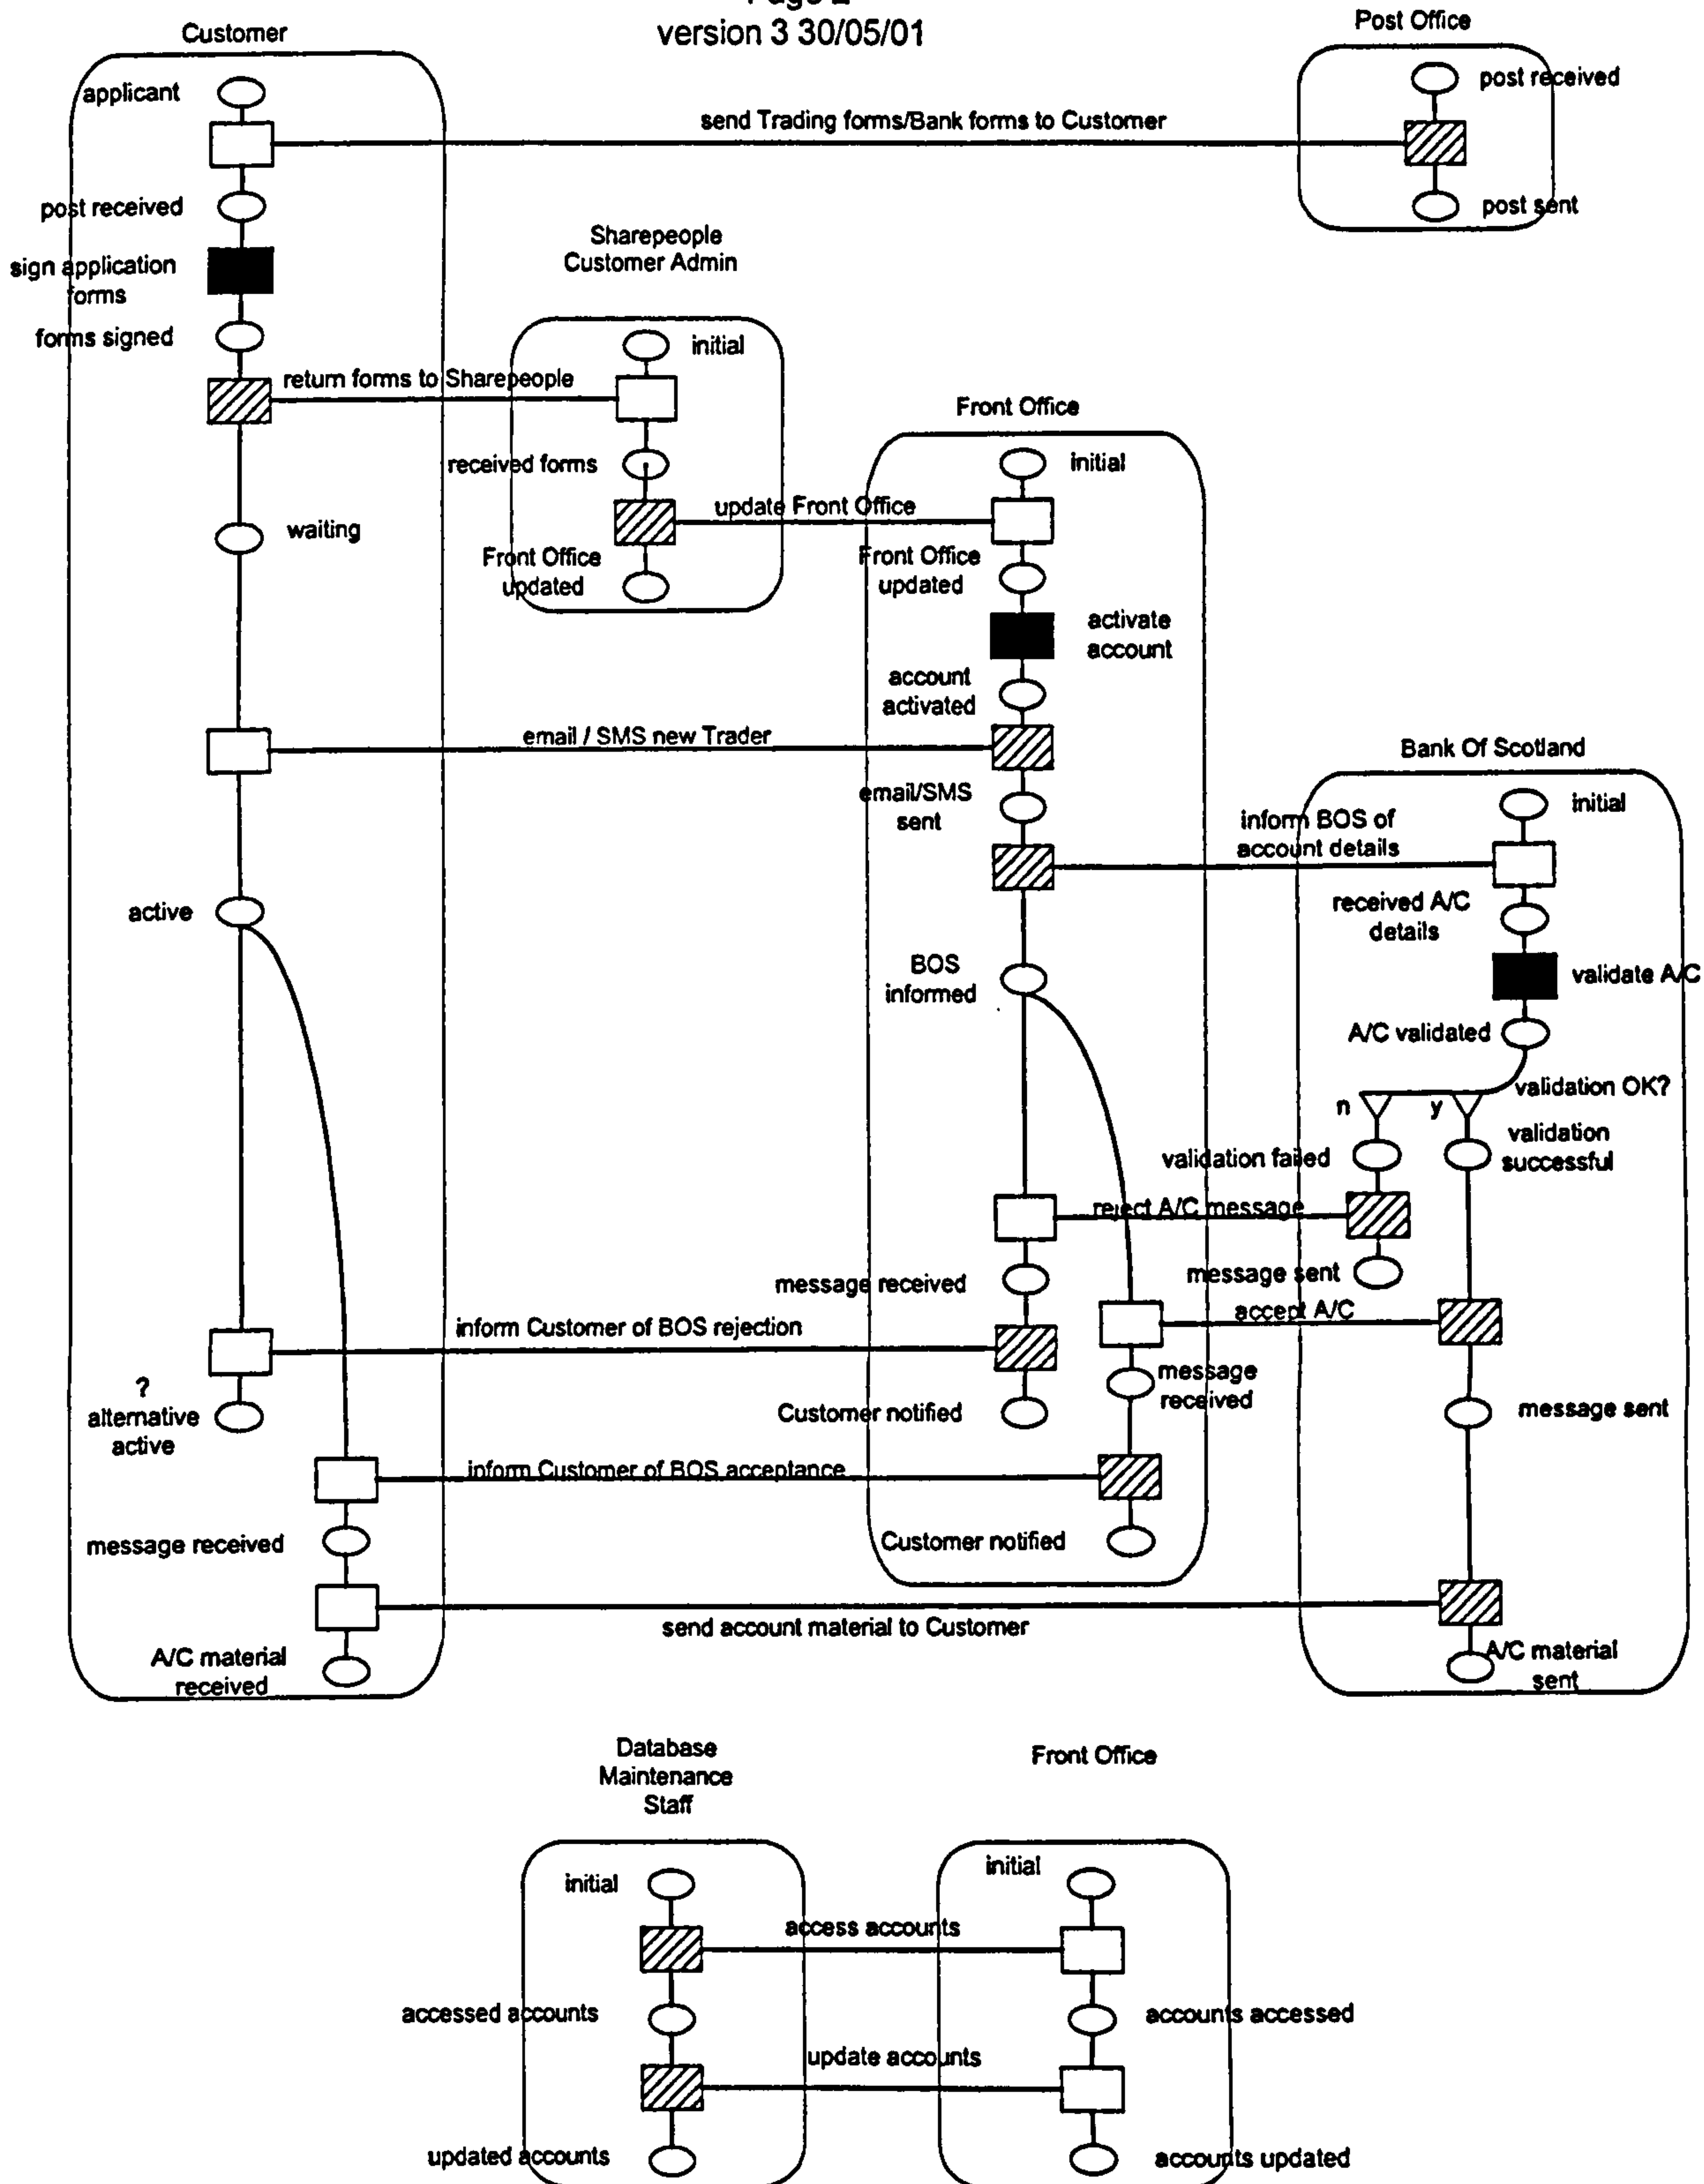 version 3 30/05/01
Customer
Post Office
applicant
post received
send Trading forms/Bank forms to Customer
post received
post sent
Sharepeople
Customer Admin
sign application
forms
forms signed
initial
return forms to Sharepeople
Front Office
received forms
initial
update Front Office
waiting
Front Office
updated
Front Office
updated
activate
account
account
activated
email / SMS new Trader
Bank Of Scotland
email/SMS
sent
initial
inform BOS of
account details
received A/C
details
active
BOS
informed
validate A/C
A/C validated
validation OK?
n
y
validation failed
validation
successful
reject A/C message
message received
message sent
accept A/C
inform Customer of BOS rejection
message
received
?
alternative
active
Customer notified
message sent
inform Customer of BOS acceptance
message received
Customer notified
send account material to Customer
A/C material
received
A/C material
sent
Database
Maintenance
Staff
Front Office
initial
initial
access accounts
accessed accounts
accounts accessed
update accounts
updated accounts
accounts updated